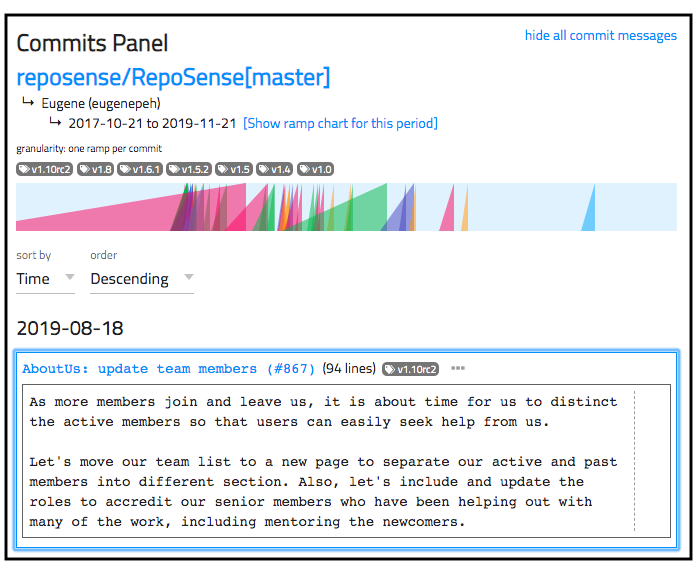 Commits Panel
hide all commit messages
reposense/RepoSense[master]
Eugene (eugenepeh)
2017-10-21 to 2019-11-21 [Show ramp chart for this period]
granularity: one ramp per commit
v1.10rc2 v1.8 v1.6.1 v1.5.2 v1.5 v1.4 v1.0
sort by order
Time Descending
2019-08-18
AboutUs: update team members (#867) (94 lines) v1.10rc2
As more members join and leave us, it is about time for us to distinct
the active members so that users can easily seek help from us.
Let's move our team list to a new page to separate our active and past
members into different section. Also, let's include and update the
roles to accredit our senior members who have been helping out with
many of the work, including mentoring the newcomers.